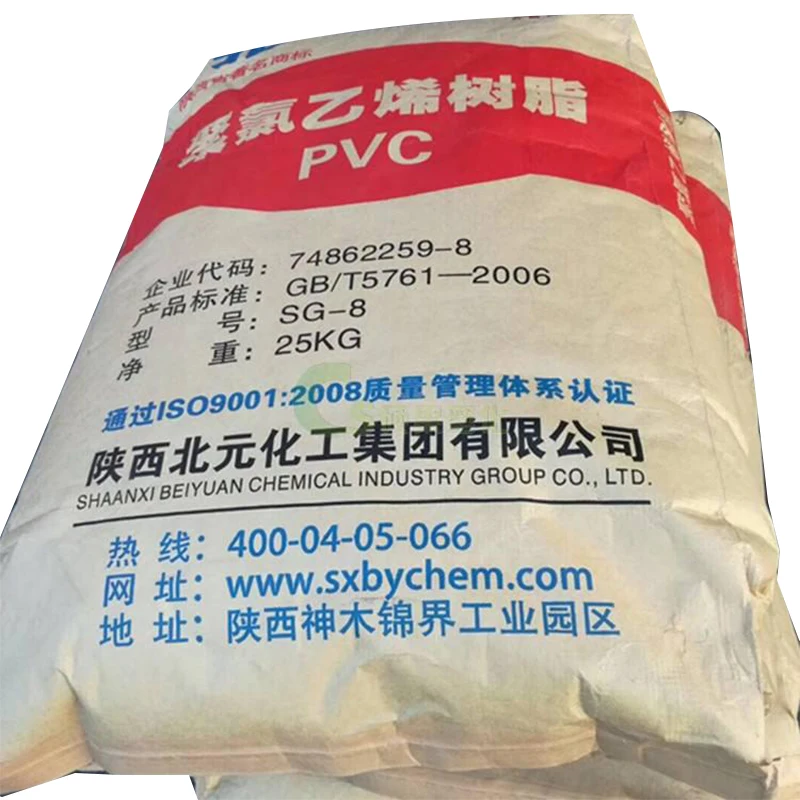 著名商标
聚氯乙烯树脂
PVC
企业代码：74862259-8
产品标准：GB/T5761—2006
型 号：SG-8
净 重：25KG
通过ISO9001:2008质量管理体系认证
陕西北元化工集团有限公司
SHAANXI BEIYUAN CHEMICAL INDUSTRY GROUP CO., LTD.
热 线：400-04-05-066
网 址：www.sxbychem.com
地 址：陕西神木锦界工业园区